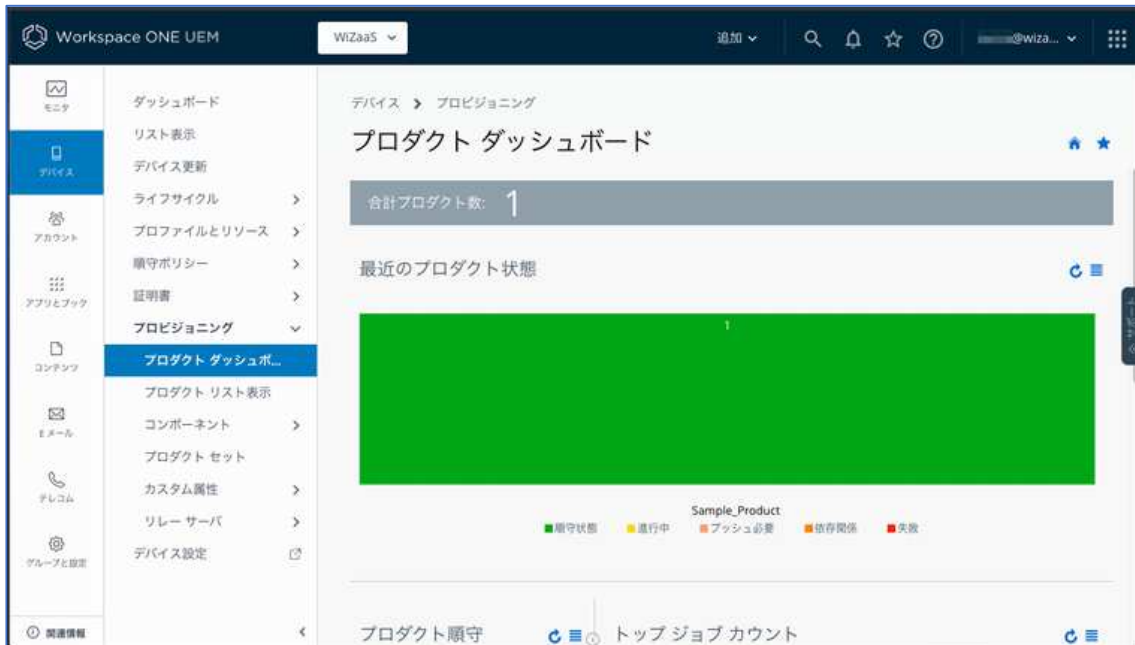 Workspace ONE UEM
WiZaaS
追加
@wiza...
モニタ
デバイス
アカウント
アプリとブック
コンテンツ
Eメール
テレコム
グループと設定
関連情報
ダッシュボード
リスト表示
デバイス更新
ライフサイクル
プロファイルとリソース
順守ポリシー
証明書
プロビジョニング
プロダクト ダッシュボ...
プロダクト リスト表示
コンポーネント
プロダクト セット
カスタム属性
リレー サーバ
デバイス設定
デバイス > プロビジョニング
プロダクト ダッシュボード
合計プロダクト数: 1
最近のプロダクト状態
1
Sample_Product
順守状態 進行中 プッシュ必要 依存関係 失敗
プロダクト順守
トップ ジョブ カウント